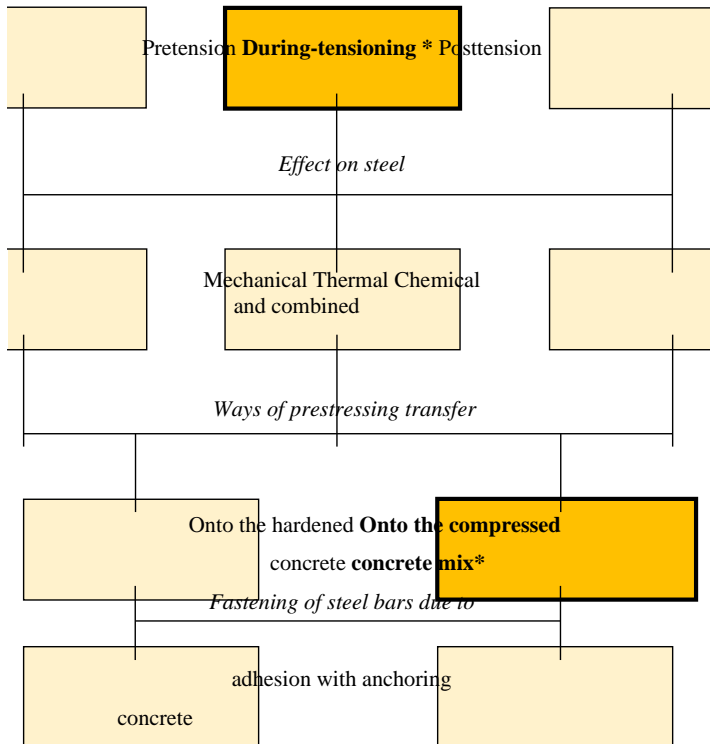 Pretension During-tensioning * Posttension
Effect on steel
Mechanical Thermal Chemical
and combined
Ways of prestressing transfer
Onto the hardened Onto the compressed
concrete concrete mix*
Fastening of steel bars due to
adhesion with anchoring
concrete